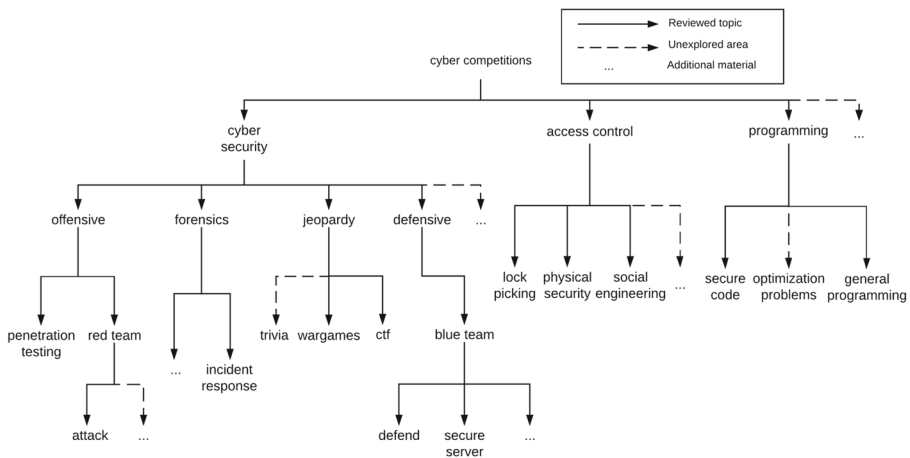 Reviewed topic
Unexplored area
... Additional material
cyber competitions
cyber
security
access control
programming
...
offensive
forensics
jeopardy
defensive
...
lock
picking
physical
security
social
engineering
...
secure
code
optimization
problems
general
programming
penetration
testing
red team
...
incident
response
trivia
wargames
ctf
blue team
attack
...
defend
secure
server
...